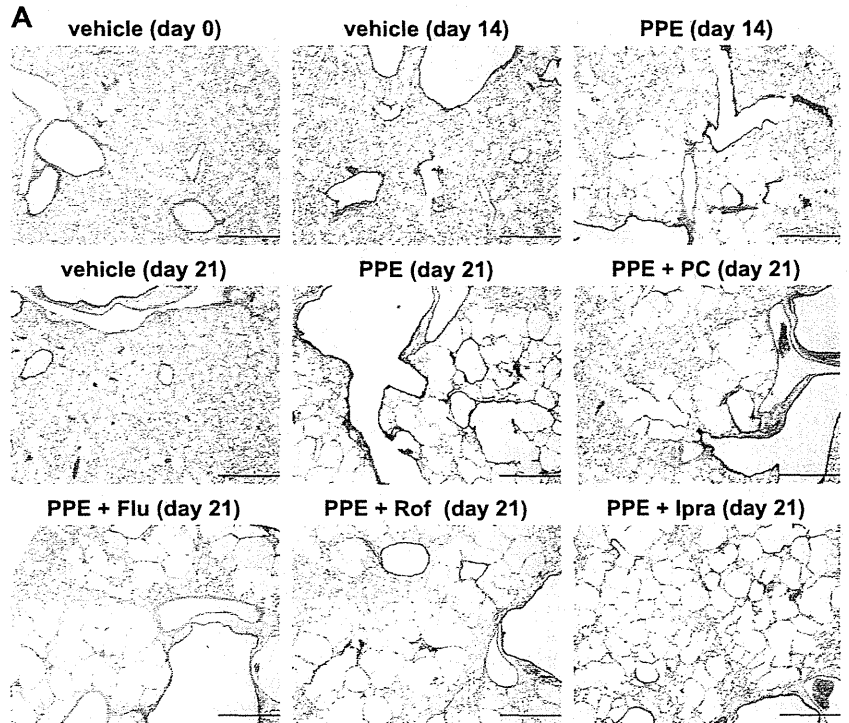 A
vehicle (day 0) vehicle (day 14) PPE (day 14)
vehicle (day 21) PPE (day 21) PPE + PC (day 21)
PPE + Flu (day 21) PPE + Rof (day 21) PPE + Ipra (day 21)